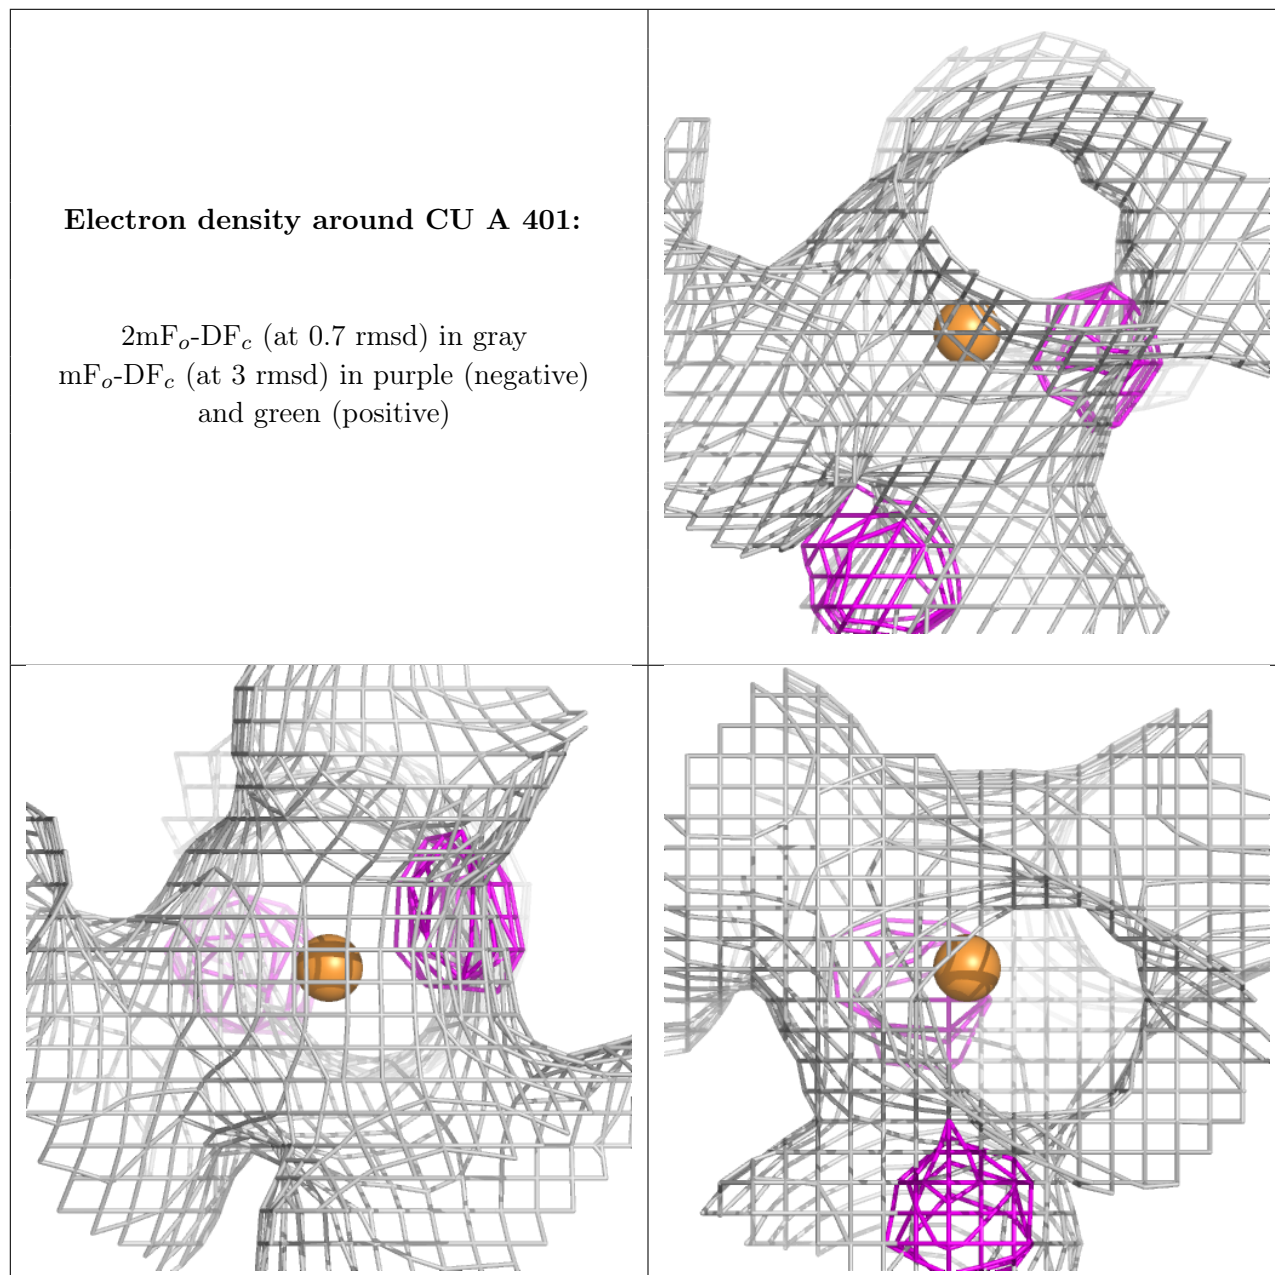 Electron density around CU A 401:
2mFo-DFc (at 0.7 rmsd) in gray
mFo-DFc (at 3 rmsd) in purple (negative)
and green (positive)